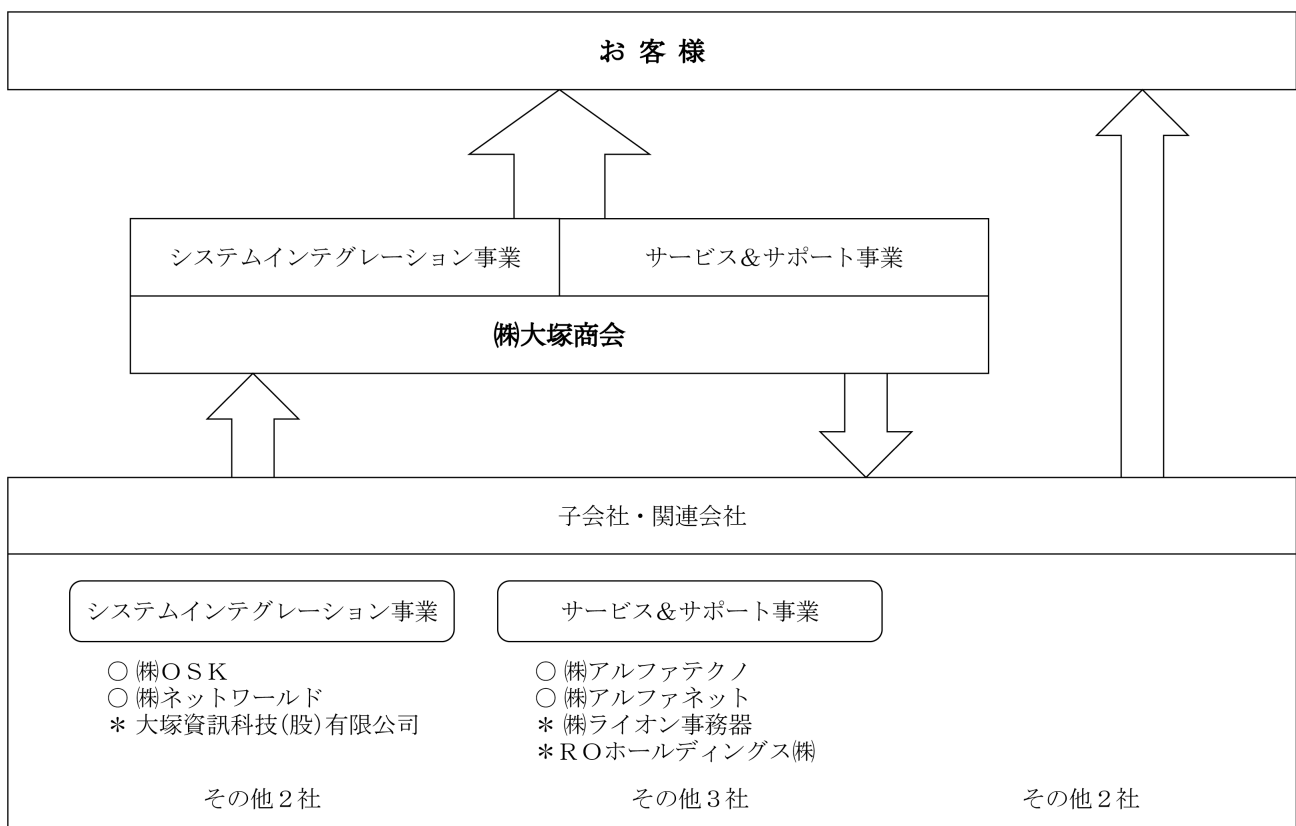 お 客 様
システムインテグレーション事業
サービス&サポート事業
㈱大塚商会
子会社・関連会社
システムインテグレーション事業
○ ㈱ＯＳＫ
○ ㈱ネットワールド
＊ 大塚資訊科技(股)有限公司
その他２社
サービス&サポート事業
○ ㈱アルファテクノ
○ ㈱アルファネット
＊ ㈱ライオン事務器
＊ＲＯホールディングス㈱
その他３社
その他２社